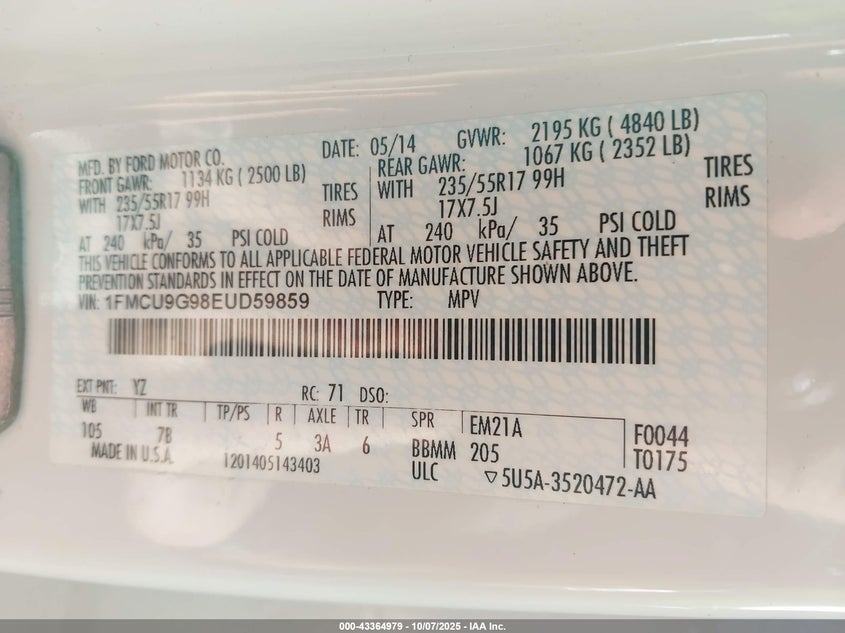 MFD. BY FORD MOTOR CO.
DATE: 05/14 GVWR: 2195 KG ( 4840 LB)
FRONT GAWR: 1134 KG ( 2500 LB)
WITH 235/55R17 99H TIRES
17X7.5J RIMS
AT 240 kPa/ 35 PSI COLD
REAR GAWR: 1067 KG ( 2352 LB)
WITH 235/55R17 99H TIRES
17X7.5J RIMS
AT 240 kPa/ 35 PSI COLD
THIS VEHICLE CONFORMS TO ALL APPLICABLE FEDERAL MOTOR VEHICLE SAFETY AND THEFT
PREVENTION STANDARDS IN EFFECT ON THE DATE OF MANUFACTURE SHOWN ABOVE.
VIN: 1FMCU9G98EUD59859 TYPE: MPV
EXT PNT: YZ RC: 71 DSO:
WB INT TR TP/PS R AXLE TR SPR EM21A
105 7B 5 3A 6 BBMM 205
F0044
T0175
MADE IN U.S.A. 1201405143403 ULC ▽5U5A-3520472-AA
000-43364979 - 10/07/2025 - IAA Inc.